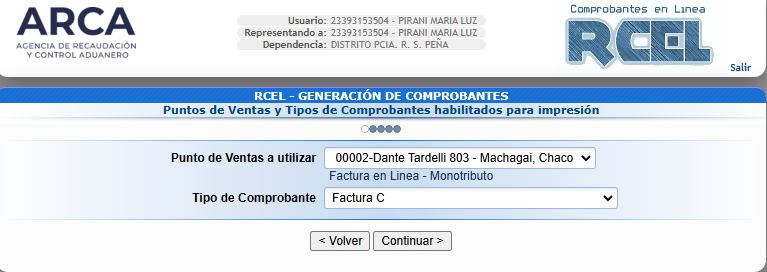 ARCA
AGENCIA DE RECAUDACIÓN
Y CONTROL ADUANERO
Usuario: 23393153504 - PIRANI MARIA LUZ
Representando a: 23393153504 - PIRANI MARIA LUZ
Dependencia: DISTRITO PCIA. R. S. PEÑA
Comprobantes en Linea
RCEL
Salir
RCEL - GENERACIÓN DE COMPROBANTES
Puntos de Ventas y Tipos de Comprobantes habilitados para impresión
Punto de Ventas a utilizar 00002-Dante Tardelli 803 - Machagai, Chaco
Factura en Linea - Monotributo
Tipo de Comprobante Factura C
< Volver Continuar >